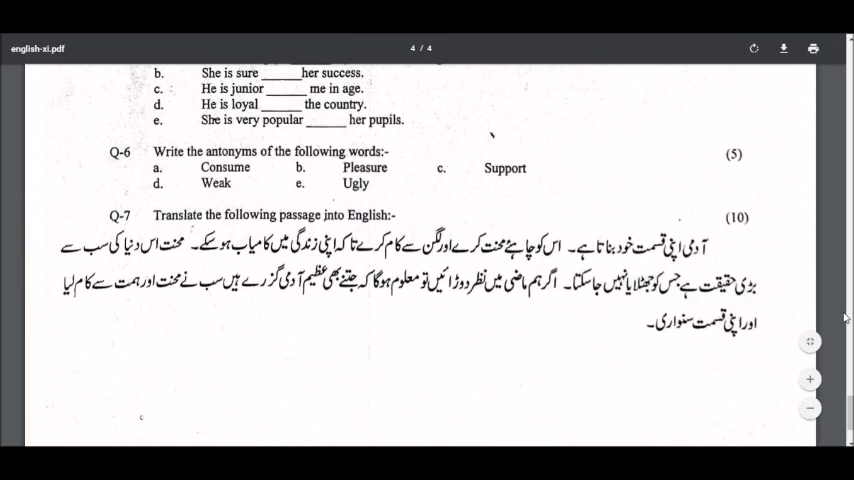 english-xi.pdf
4 / 4
b. She is sure ______ her success.
c. He is junior ______ me in age.
d. He is loyal ______ the country.
e. She is very popular ______ her pupils.
Q-6 Write the antonyms of the following words:- (5)
a. Consume b. Pleasure c. Support
d. Weak e. Ugly
Q-7 Translate the following passage into English:- (10)
آدمی اپنی قسمت خود بناتا ہے۔ اس کو چاہئے محنت کرے اور لگن سے کام کرے تا کہ اپنی زندگی میں کامیاب ہو سکے۔ محنت اس دنیا کی سب سے
بڑی حقیقت ہے جس کو جھٹلایا نہیں جا سکتا۔ اگر ہم ماضی میں نظر دوڑائیں تو معلوم ہوگا کہ جتنے بھی عظیم آدمی گزرے ہیں سب نے محنت اور ہمت سے کام لیا
اور اپنی قسمت سنواری۔